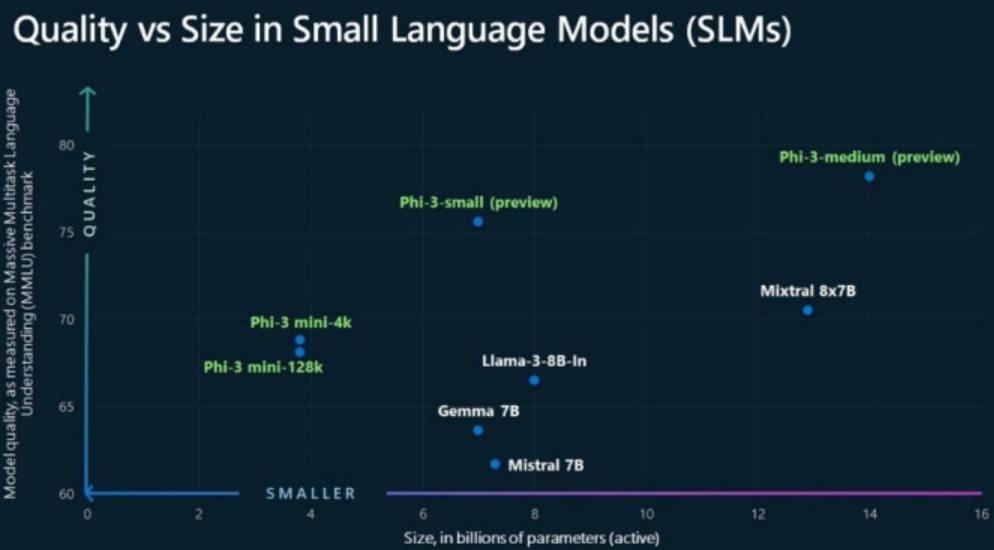 Quality vs Size in Small Language Models (SLMs)
Model quality, as measured on Massive Multitask Language
Understanding (MMLU) benchmark
QUALITY
80
75
70
65
60
Phi-3-medium (preview)
Phi-3-small (preview)
Mixtral 8x7B
Phi-3 mini-4k
Phi-3 mini-128k
Llama-3-8B-In
Gemma 7B
Mistral 7B
SMALLER
0 2 4 6 8 10 12 14 16
Size, in billions of parameters (active)